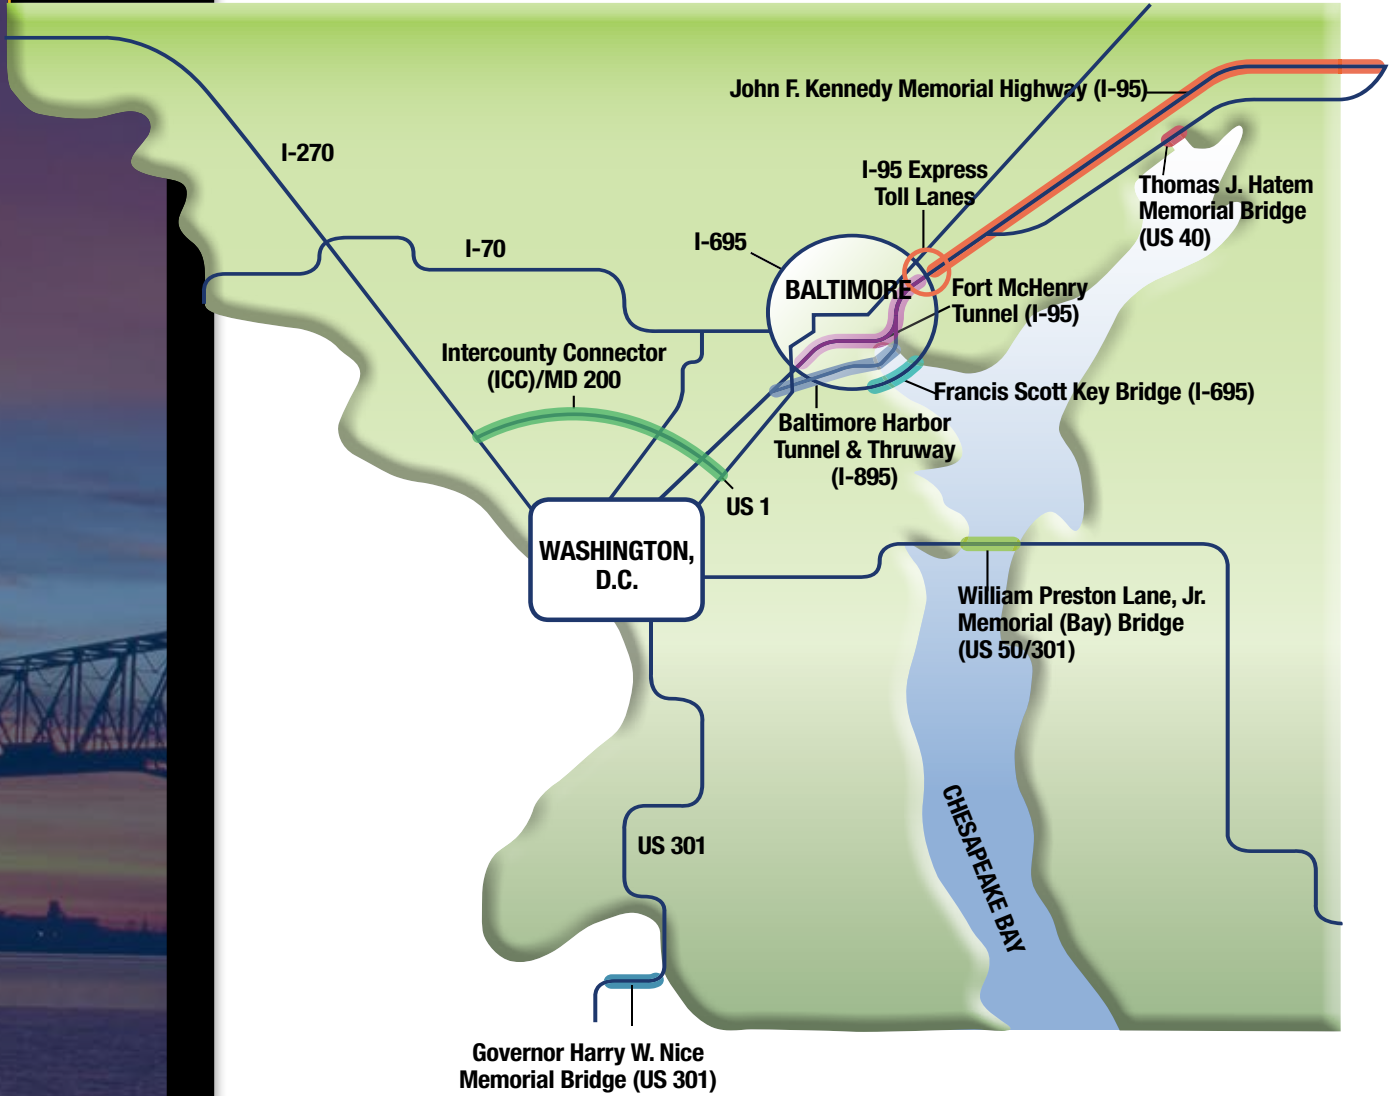 John F. Kennedy Memorial Highway (I-95)
I-270
I-95 Express
Toll Lanes
Thomas J. Hatem
Memorial Bridge
(US 40)
I-70
I-695
BALTIMORE
Fort McHenry
Tunnel (I-95)
Intercounty Connector
(ICC)/MD 200
Francis Scott Key Bridge (I-695)
Baltimore Harbor
Tunnel & Thruway
(I-895)
US 1
WASHINGTON,
D.C.
William Preston Lane, Jr.
Memorial (Bay) Bridge
(US 50/301)
CHESAPEAKE BAY
US 301
Governor Harry W. Nice
Memorial Bridge (US 301)